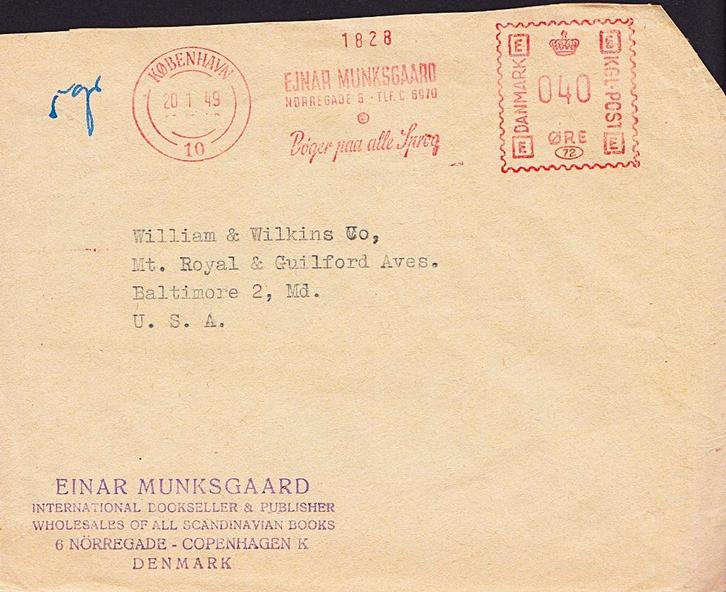 1828
KØBENHAVN
20 1 49
10
EJNAR MUNKSGAARD
NØRREGADE 6 - TLF. C. 6970
Bøger paa alle Sprog
E
E
DANMARK
040
KGL-POST
ØRE
E
12
E
William & Wilkins Co,
Mt. Royal & Guilford Aves.
Baltimore 2, Md.
U. S. A.
EINAR MUNKSGAARD
INTERNATIONAL BOOKSELLER & PUBLISHER
WHOLESALES OF ALL SCANDINAVIAN BOOKS
6 NÖRREGADE - COPENHAGEN K
DENMARK